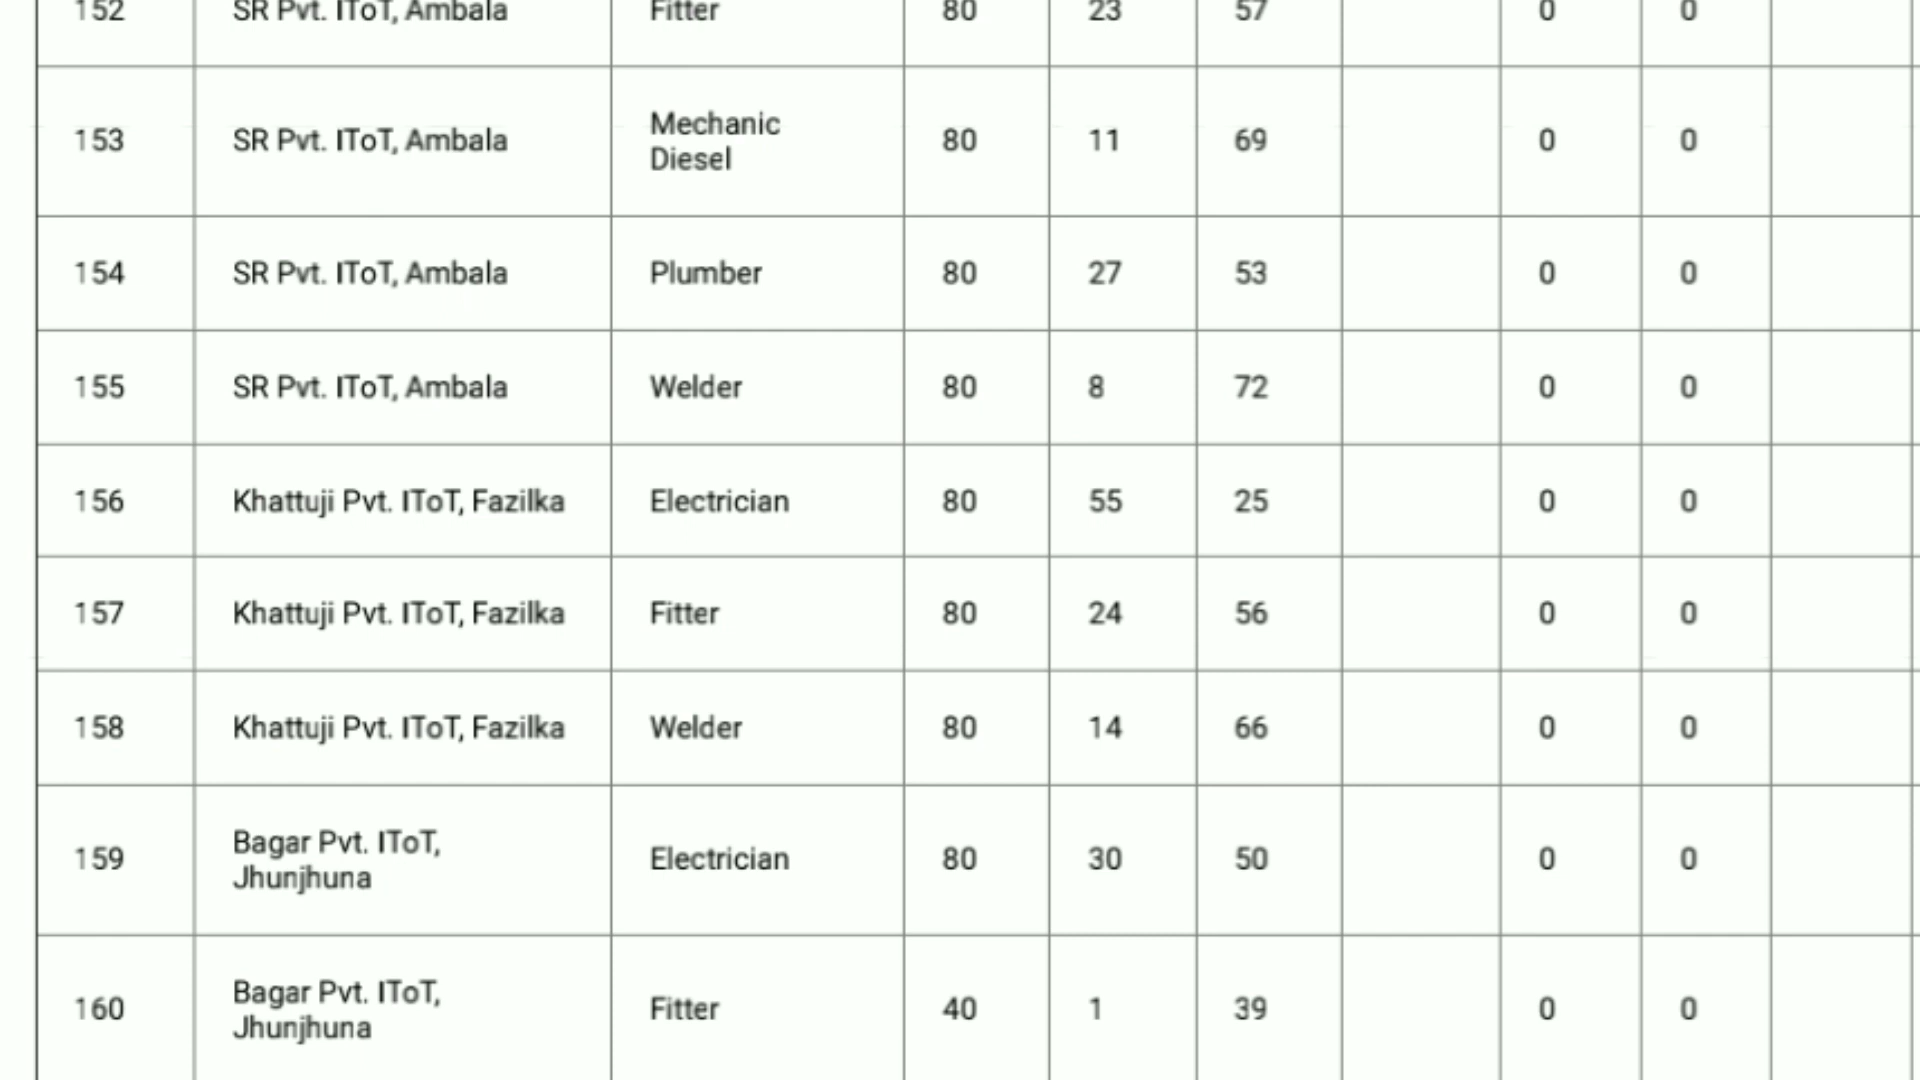 152 SR Pvt. IToT, Ambala Fitter 80 23 57 0 0
153 SR Pvt. IToT, Ambala Mechanic Diesel 80 11 69 0 0
154 SR Pvt. IToT, Ambala Plumber 80 27 53 0 0
155 SR Pvt. IToT, Ambala Welder 80 8 72 0 0
156 Khattuji Pvt. IToT, Fazilka Electrician 80 55 25 0 0
157 Khattuji Pvt. IToT, Fazilka Fitter 80 24 56 0 0
158 Khattuji Pvt. IToT, Fazilka Welder 80 14 66 0 0
159 Bagar Pvt. IToT, Jhunjhuna Electrician 80 30 50 0 0
160 Bagar Pvt. IToT, Jhunjhuna Fitter 40 1 39 0 0